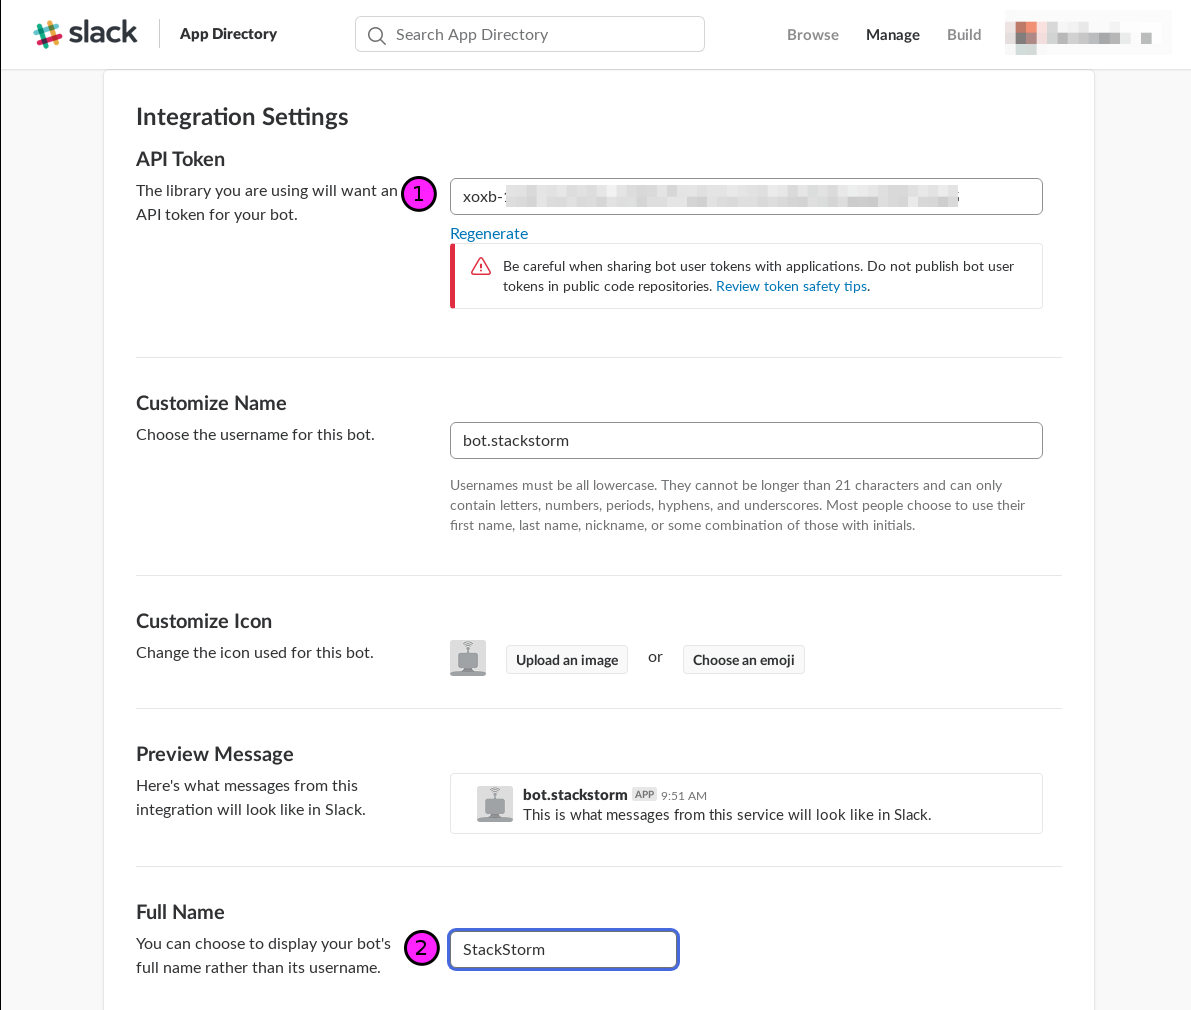 slack
App Directory
Search App Directory
Browse
Manage
Build
Integration Settings
API Token
The library you are using will want an
API token for your bot.
1
xoxb-
Regenerate
Be careful when sharing bot user tokens with applications. Do not publish bot user
tokens in public code repositories. Review token safety tips.
Customize Name
Choose the username for this bot.
bot.stackstorm
Usernames must be all lowercase. They cannot be longer than 21 characters and can only
contain letters, numbers, periods, hyphens, and underscores. Most people choose to use their
first name, last name, nickname, or some combination of those with initials.
Customize Icon
Change the icon used for this bot.
Upload an image
or
Choose an emoji
Preview Message
Here's what messages from this
integration will look like in Slack.
bot.stackstorm APP 9:51 AM
This is what messages from this service will look like in Slack.
Full Name
You can choose to display your bot's
full name rather than its username.
2
StackStorm